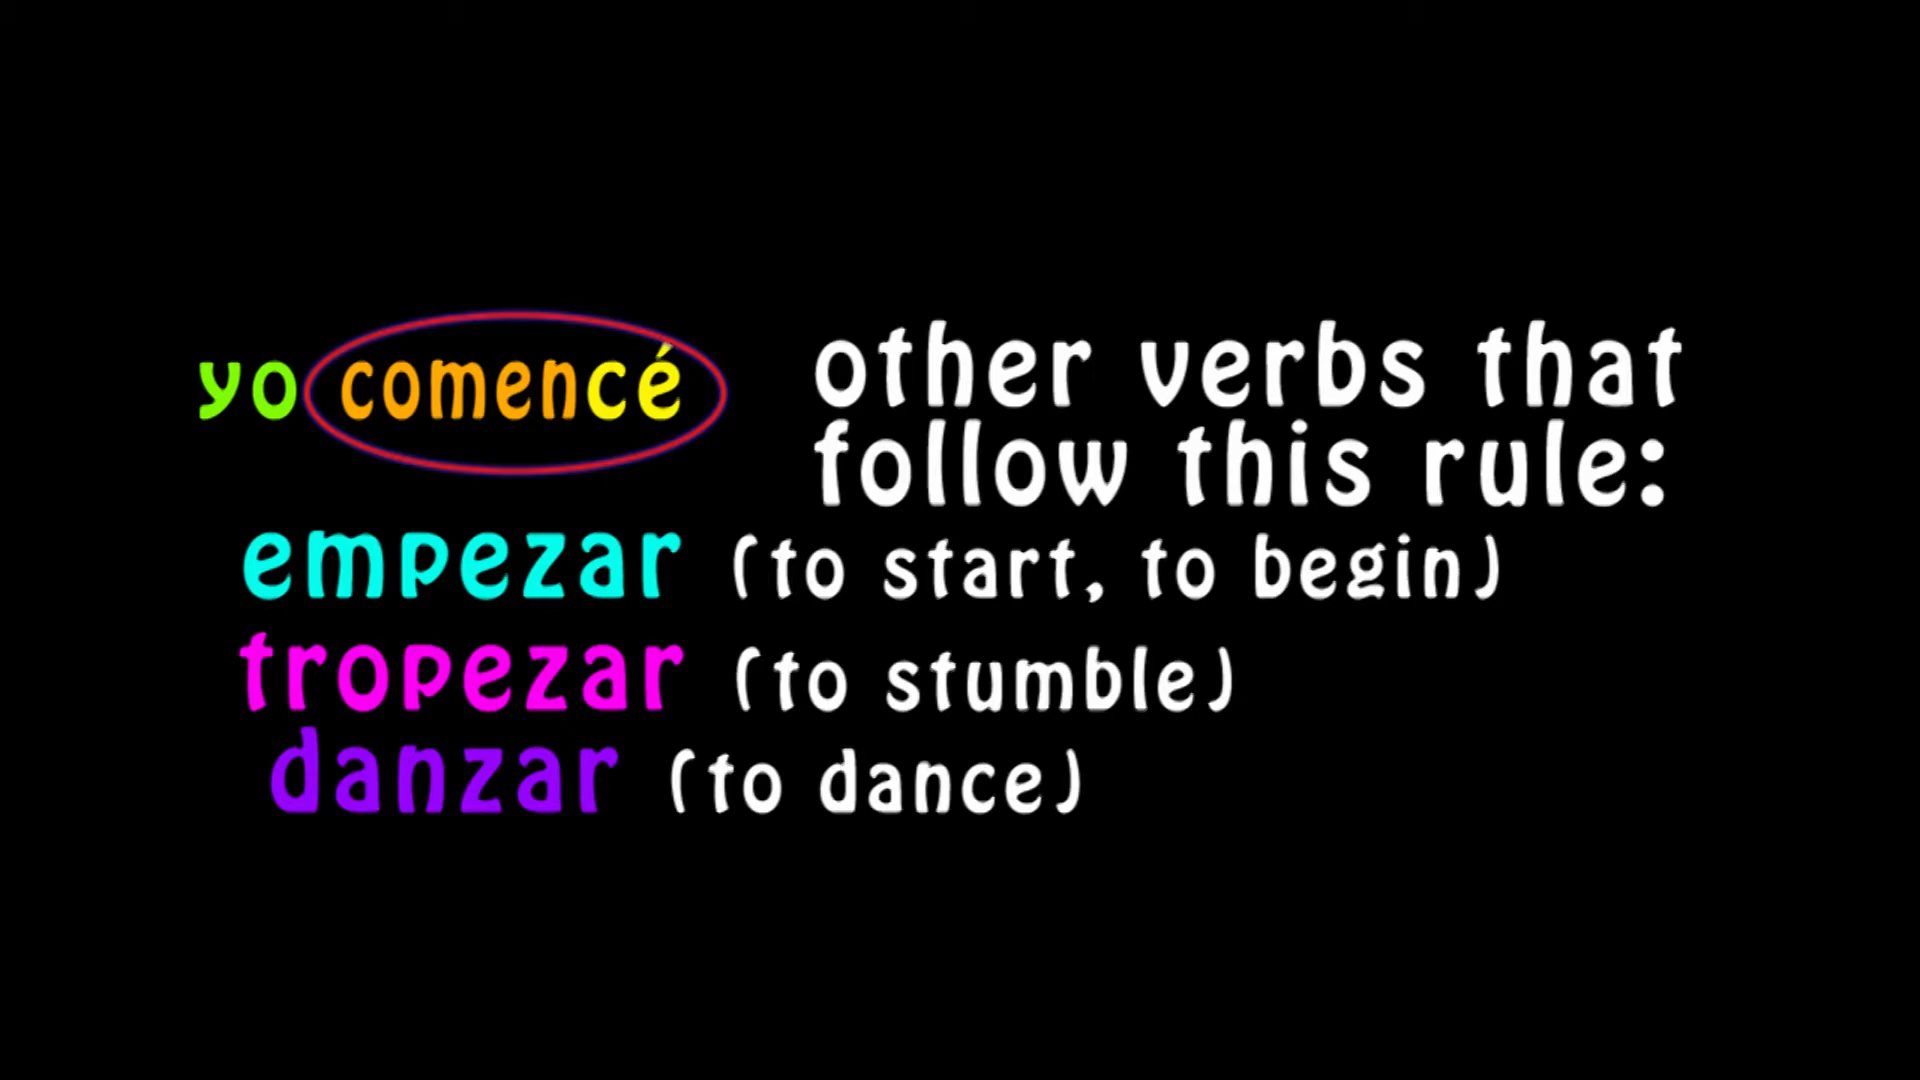 yo comencé
other verbs that
follow this rule:
empezar (to start, to begin)
tropezar (to stumble)
danzar (to dance)